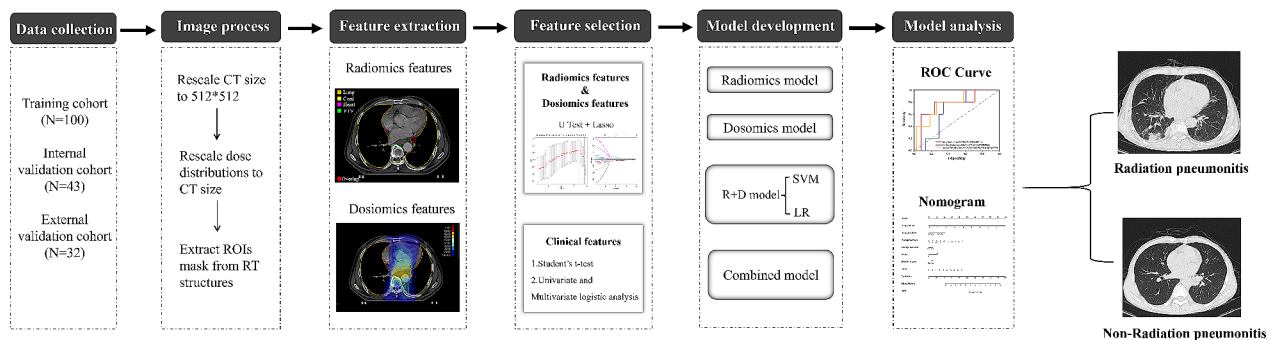 Data collection
Image process
Feature extraction
Feature selection
Model development
Model analysis
Training cohort
(N=100)
Internal
validation cohort
(N=43)
External
validation cohort
(N=32)
Rescale CT size
to 512*512
Rescale dose
distributions to
CT size
Extract ROIs
mask from RT
structures
Radiomics features
Lung
Cord
Heart
PTV
Overlap
Dosiomics features
Radiomics features
&
Dosiomics features
U Test + Lasso
Clinical features
1.Student's t-test
2.Univariate and
Multivariate logistic analysis
Radiomics model
Dosomics model
R+D model
SVM
LR
Combined model
ROC Curve
Nomogram
Radiation pneumonitis
Non-Radiation pneumonitis